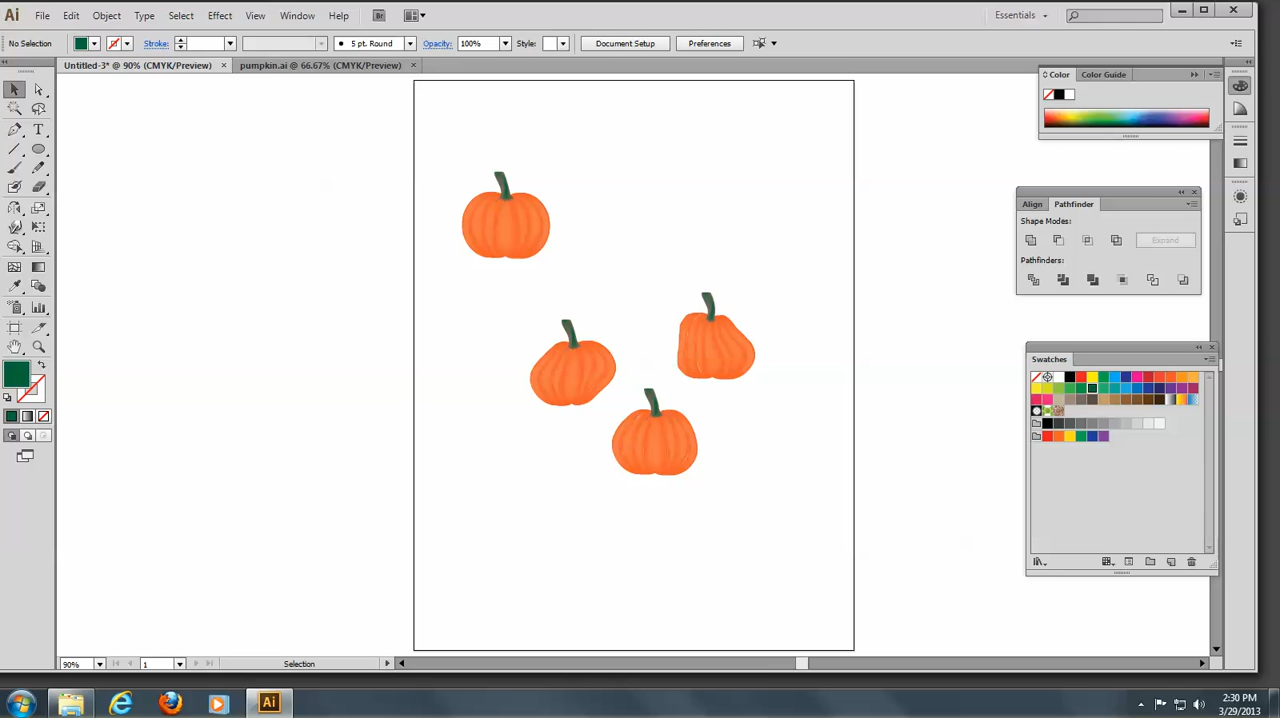 Ai File Edit Object Type Select Effect View Window Help Br Essentials
No Selection Stroke: 5 pt. Round Opacity: 100% Style: Document Setup Preferences
Untitled-3* @ 90% (CMYK/Preview) × pumpkin.ai @ 66.67% (CMYK/Preview) ×
Color Color Guide
Align Pathfinder
Shape Modes:
Expand
Pathfinders:
Swatches
90% 1 Selection
Ai
2:30 PM
3/29/2013